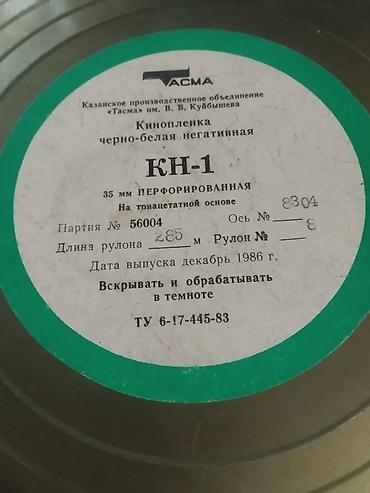 ТАСМА
Казанское производственное объединение
«Тасма» им. В. В. Куйбышева
Кинопленка
черно-белая негативная
КН-1
35 мм ПЕРФОРИРОВАННАЯ
На триацетатной основе
Партия № 56004 Ось № 8304
Длина рулона 285 м Рулон № 8
Дата выпуска декабрь 1986 г.
Вскрывать и обрабатывать
в темноте
ТУ 6-17-445-83